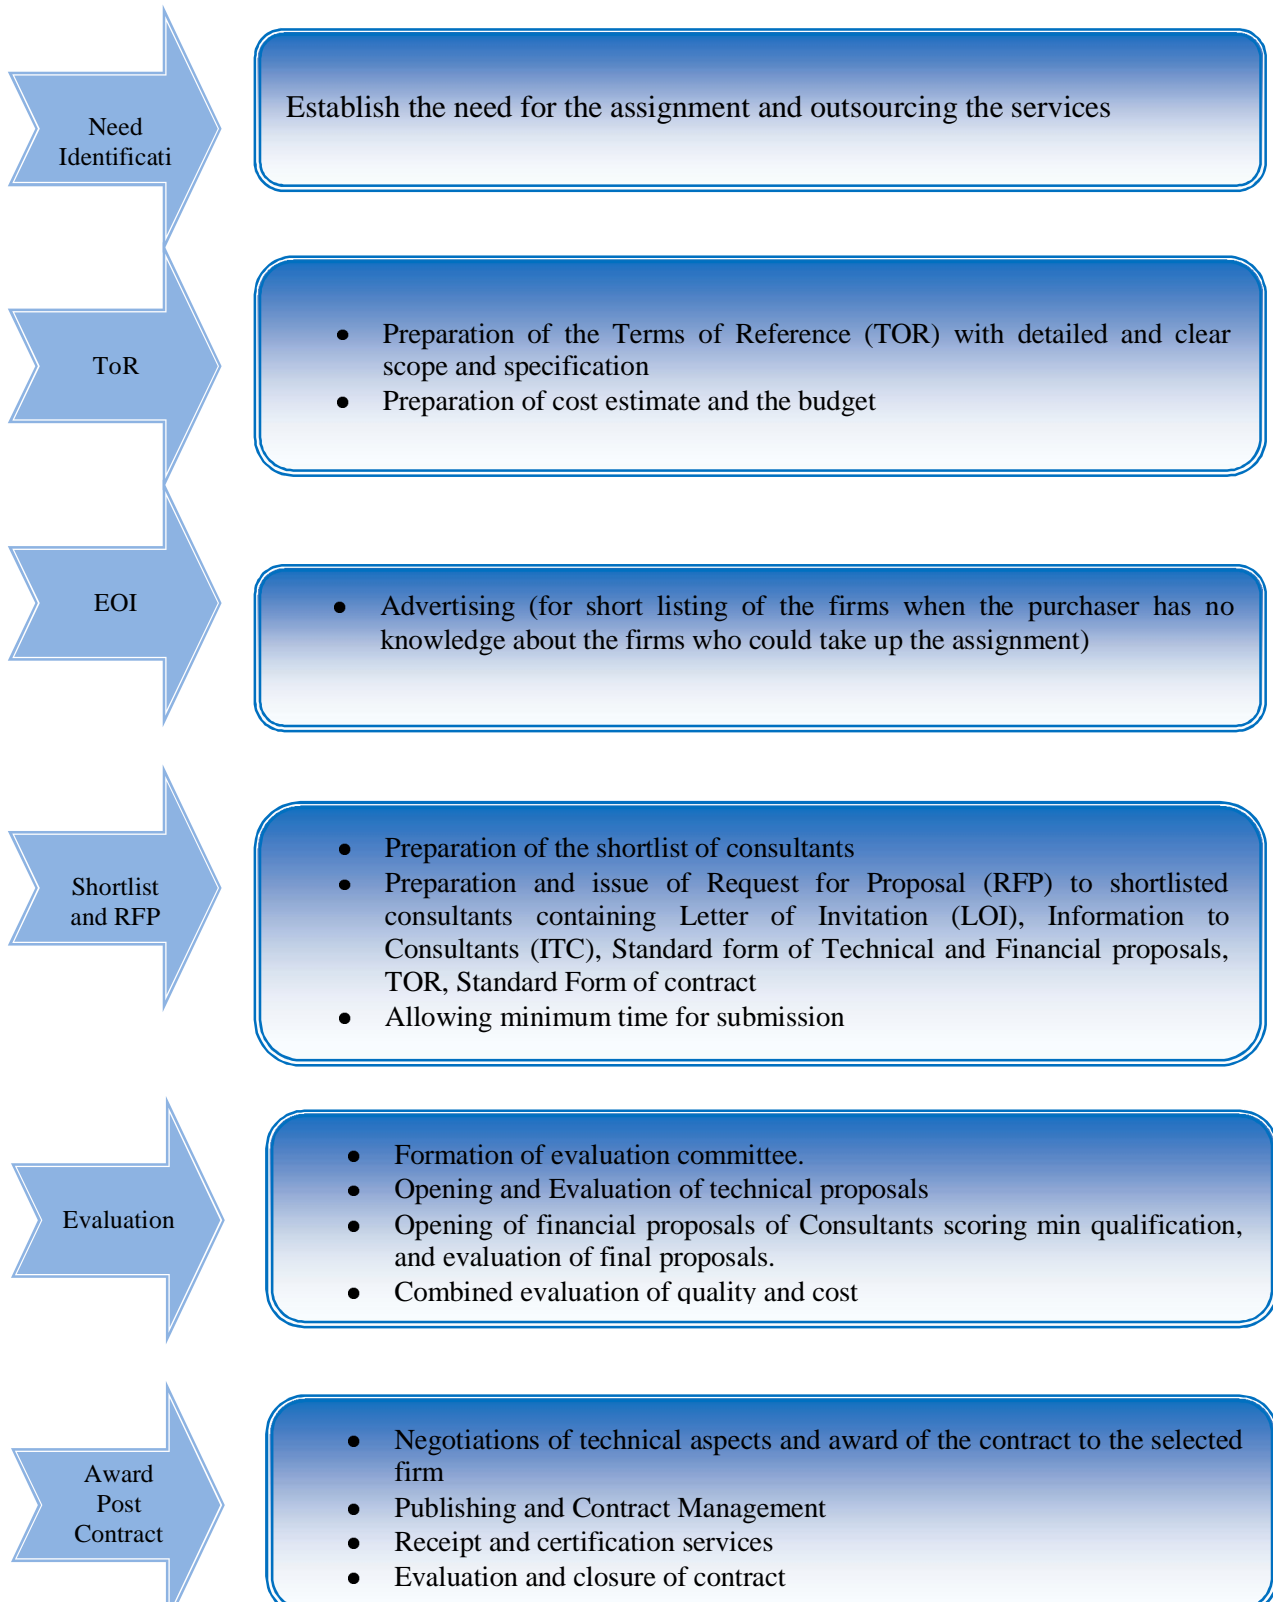 Need
Identificati
Establish the need for the assignment and outsourcing the services
ToR
● Preparation of the Terms of Reference (TOR) with detailed and clear
scope and specification
● Preparation of cost estimate and the budget
EOI
● Advertising (for short listing of the firms when the purchaser has no
knowledge about the firms who could take up the assignment)
Shortlist
and RFP
● Preparation of the shortlist of consultants
● Preparation and issue of Request for Proposal (RFP) to shortlisted
consultants containing Letter of Invitation (LOI), Information to
Consultants (ITC), Standard form of Technical and Financial proposals,
TOR, Standard Form of contract
● Allowing minimum time for submission
Evaluation
● Formation of evaluation committee.
● Opening and Evaluation of technical proposals
● Opening of financial proposals of Consultants scoring min qualification,
and evaluation of final proposals.
● Combined evaluation of quality and cost
Award
Post
Contract
● Negotiations of technical aspects and award of the contract to the selected
firm
● Publishing and Contract Management
● Receipt and certification services
● Evaluation and closure of contract